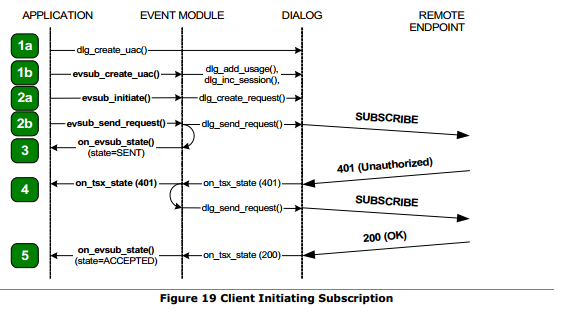 APPLICATION EVENT MODULE DIALOG REMOTE
ENDPOINT
1a dlg_create_uac()
1b evsub_create_uac() dlg_add_usage(),
dlg_inc_session(),
2a evsub_initiate() dlg_create_request()
2b evsub_send_request() dlg_send_request() SUBSCRIBE
3 on_evsub_state()
(state=SENT)
401 (Unauthorized)
4 on_tsx_state (401) on_tsx_state (401)
dlg_send_request() SUBSCRIBE
200 (OK)
5 on_evsub_state() on_tsx_state (200)
(state=ACCEPTED)
Figure 19 Client Initiating Subscription